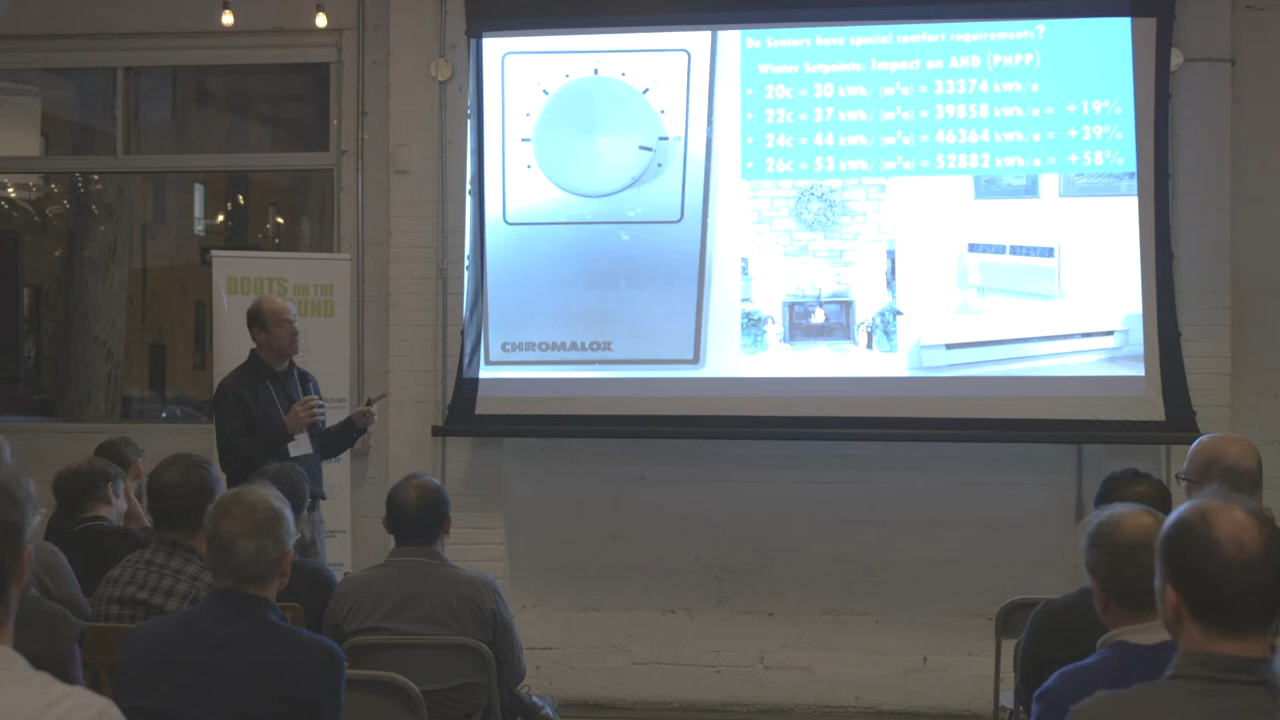 Do Seniors have special comfort requirements?
Winter Setpoints: Impact on AHD (PHPP)
• 20c = 30 kWh/ (m²a) = 33374 kWh/a
• 22c = 37 kWh/ (m²a) = 39858 kWh/a = +19%
• 24c = 44 kWh/ (m²a) = 46364 kWh/a = +39%
• 26c = 53 kWh/ (m²a) = 52882 kWh/a = +58%
CHROMALOX
BOOTS ON THE
UND